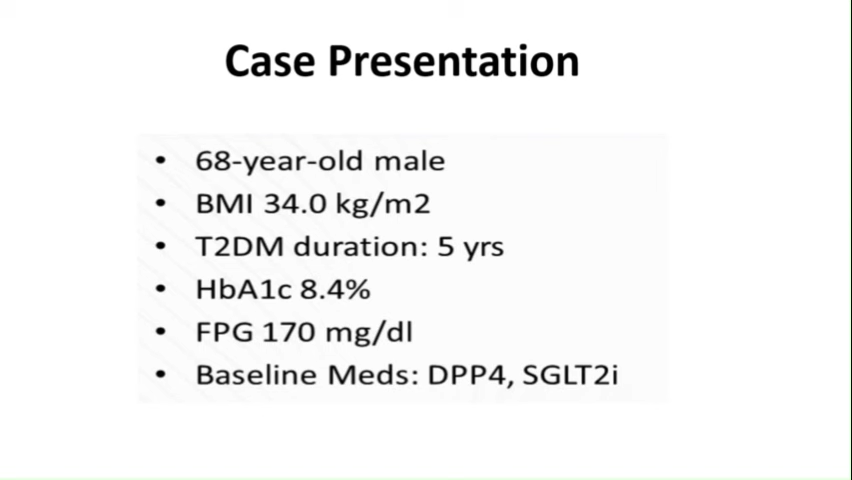 Case Presentation
• 68-year-old male
• BMI 34.0 kg/m2
• T2DM duration: 5 yrs
• HbA1c 8.4%
• FPG 170 mg/dl
• Baseline Meds: DPP4, SGLT2i